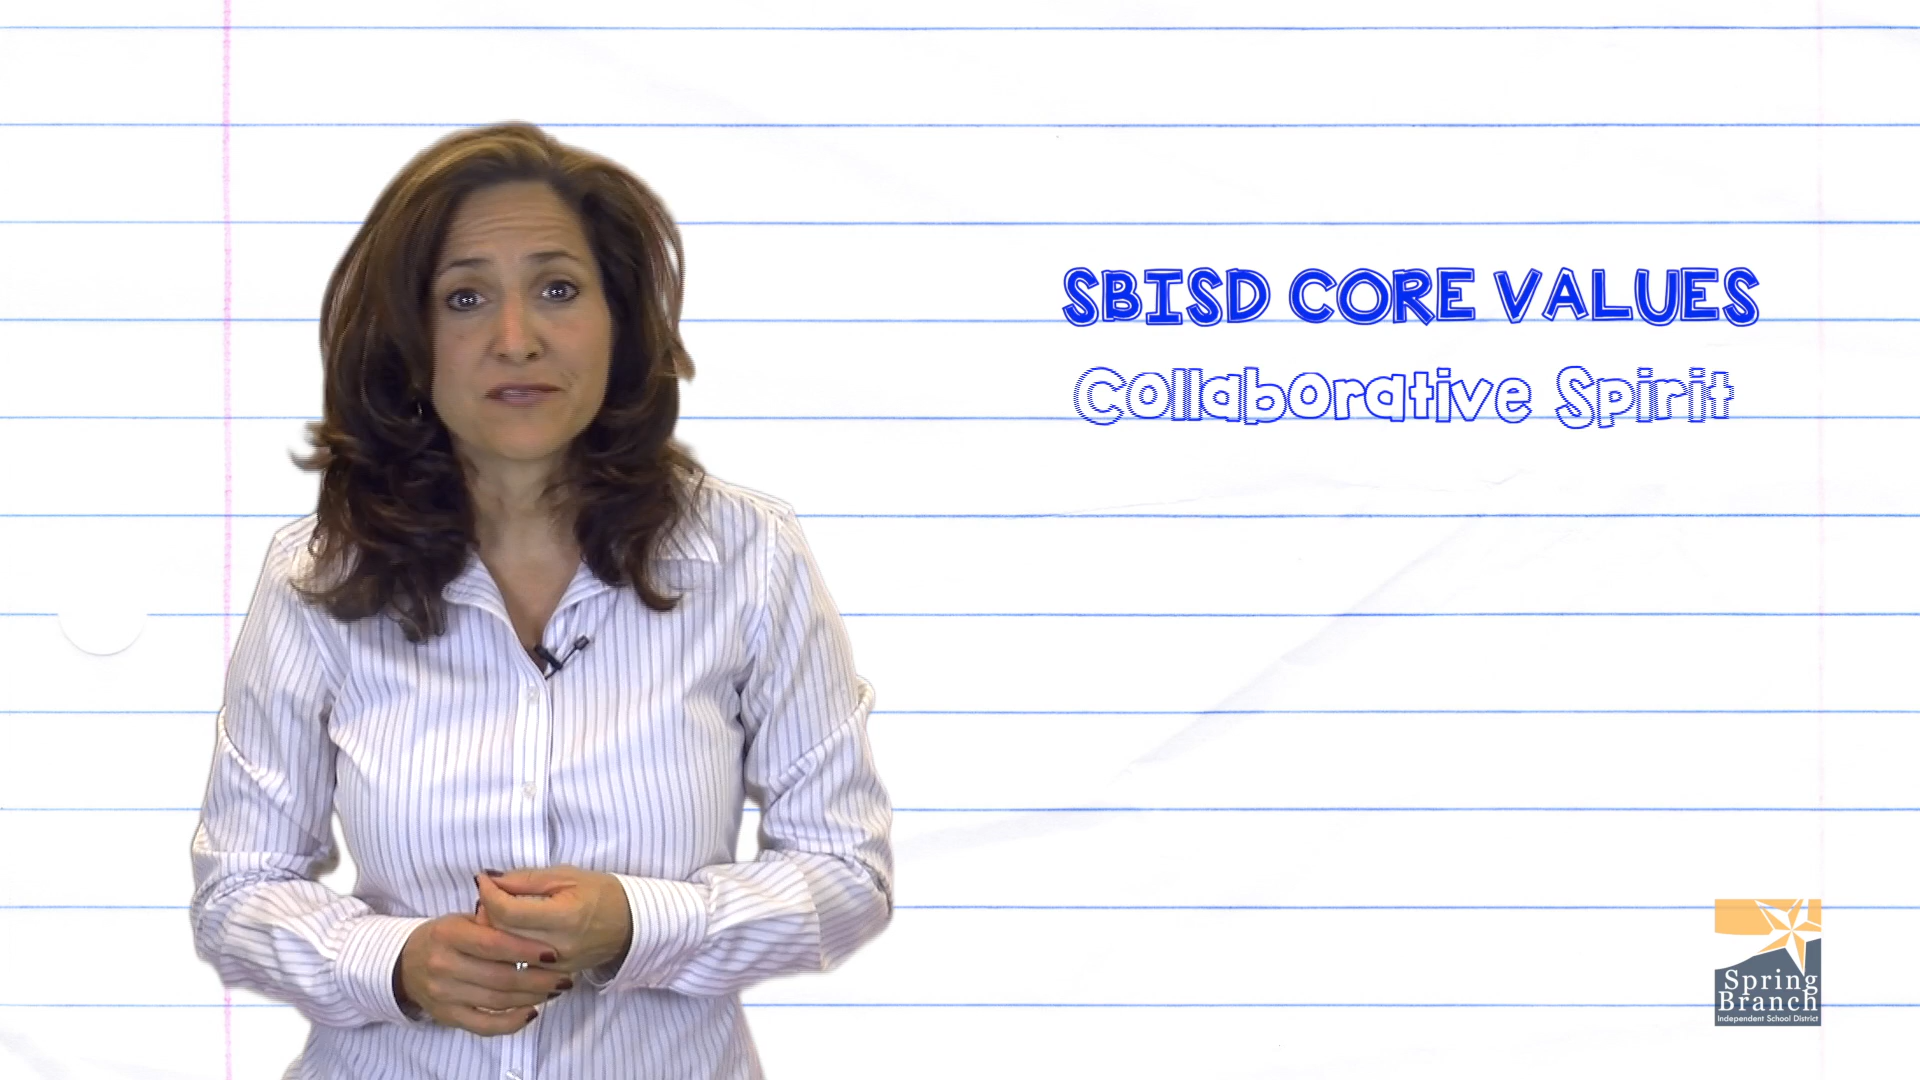 SBISD CORE VALUES
Collaborative Spirit
Spring
Branch
Independent School District